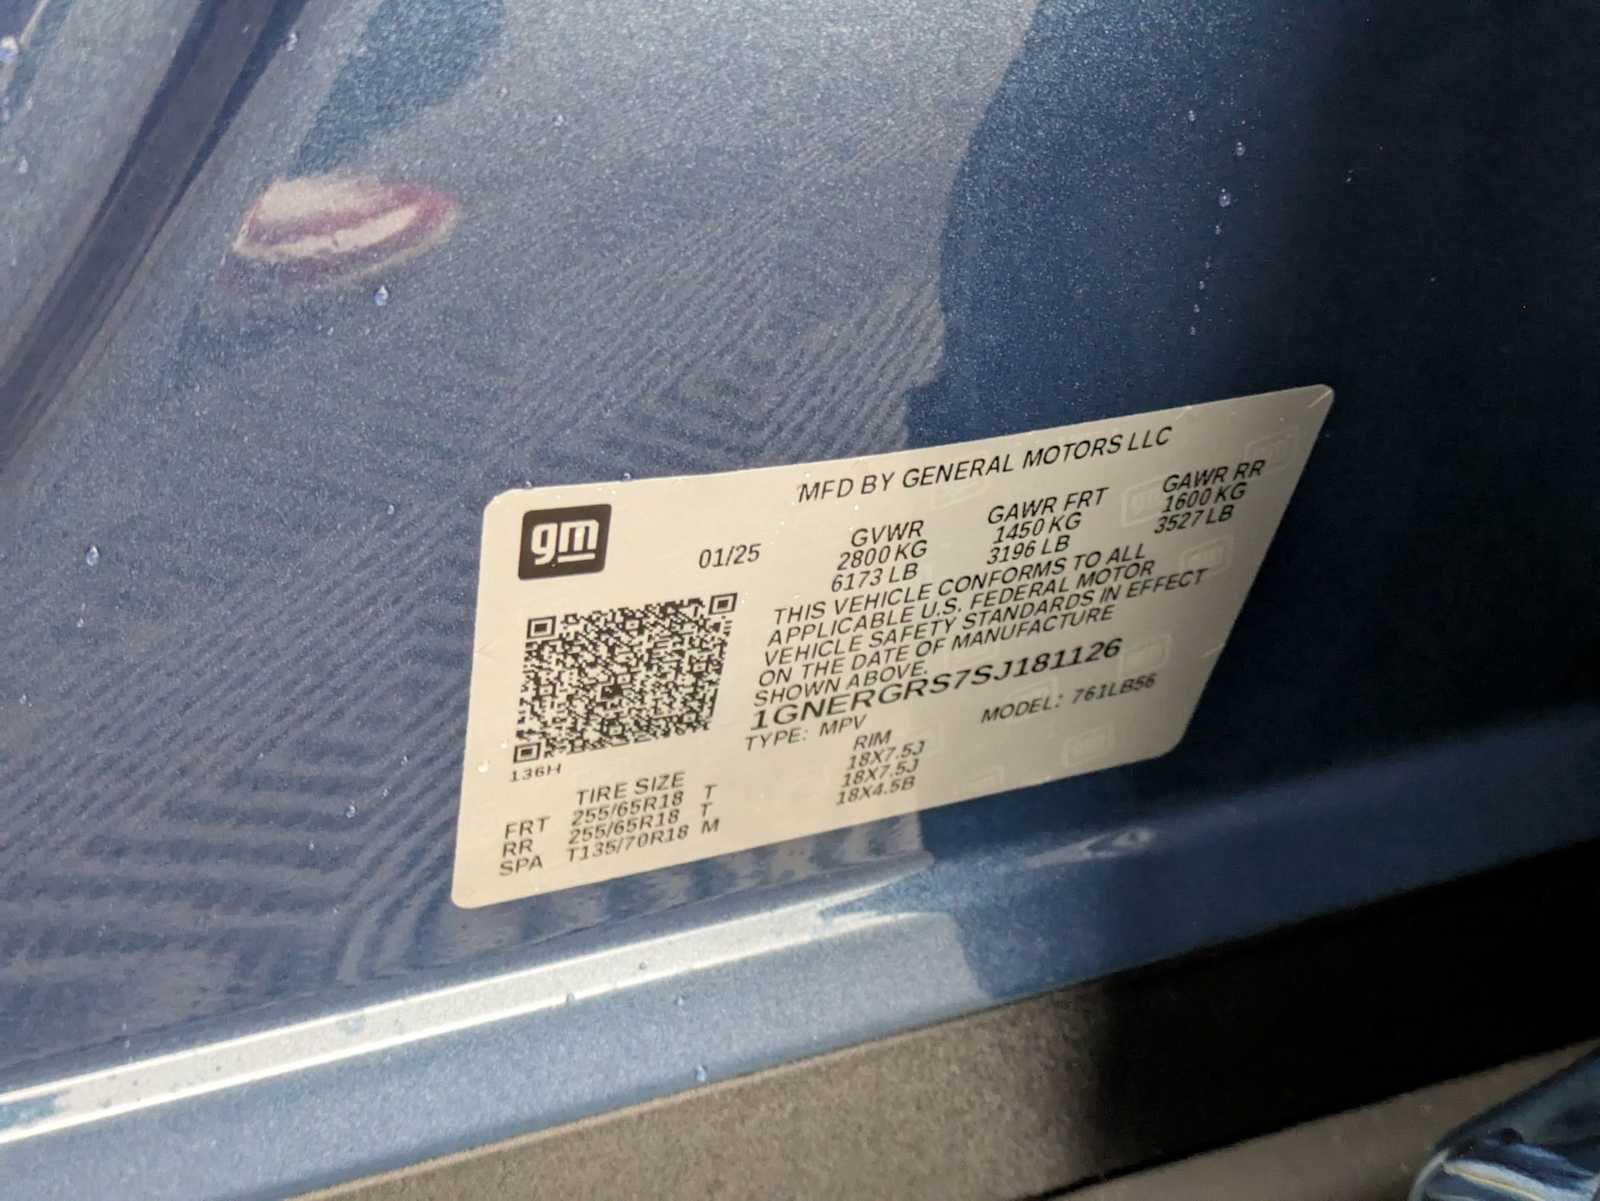 MFD BY GENERAL MOTORS LLC
gm
01/25
GVWR GAWR FRT GAWR RR
2800 KG 1450 KG 1600 KG
6173 LB 3196 LB 3527 LB
THIS VEHICLE CONFORMS TO ALL
APPLICABLE U.S. FEDERAL MOTOR
VEHICLE SAFETY STANDARDS IN EFFECT
ON THE DATE OF MANUFACTURE
SHOWN ABOVE.
1GNERGRS7SJ181126
TYPE: MPV MODEL: 761LB56
136H
TIRE SIZE RIM
FRT 255/65R18 T 18X7.5J
RR 255/65R18 T 18X7.5J
SPA T135/70R18 M 18X4.5B